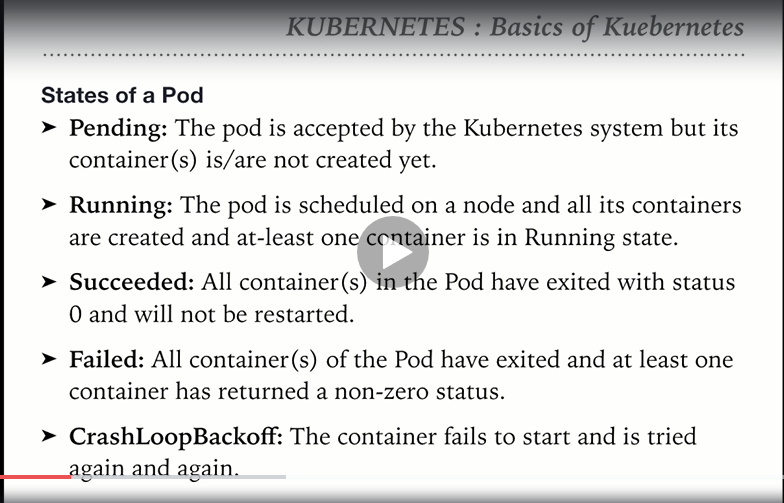 KUBERNETES : Basics of Kuebernetes
States of a Pod
➤ Pending: The pod is accepted by the Kubernetes system but its
container(s) is/are not created yet.
➤ Running: The pod is scheduled on a node and all its containers
are created and at-least one container is in Running state.
➤ Succeeded: All container(s) in the Pod have exited with status
0 and will not be restarted.
➤ Failed: All container(s) of the Pod have exited and at least one
container has returned a non-zero status.
➤ CrashLoopBackoff: The container fails to start and is tried
again and again.